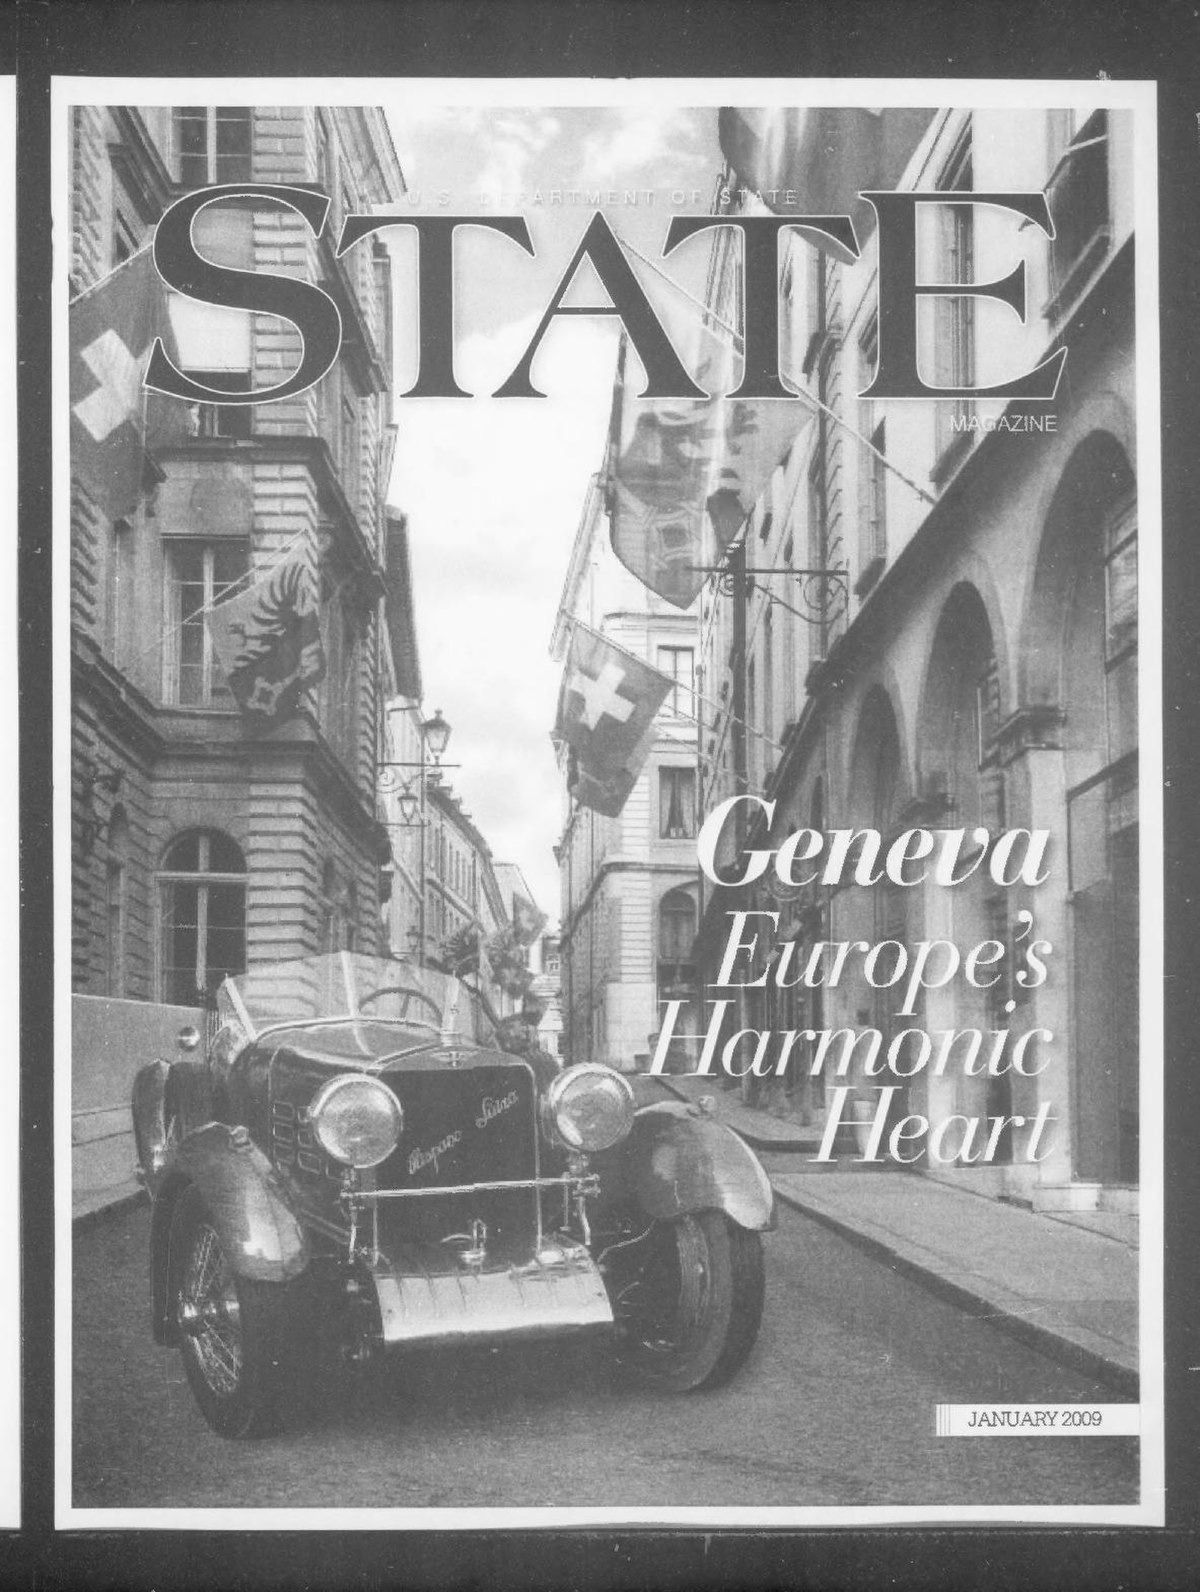 U.S. DEPARTMENT OF STATE
STATE
MAGAZINE
Geneva
Europe's
Harmonic
Heart
Hispano Suiza
JANUARY 2009